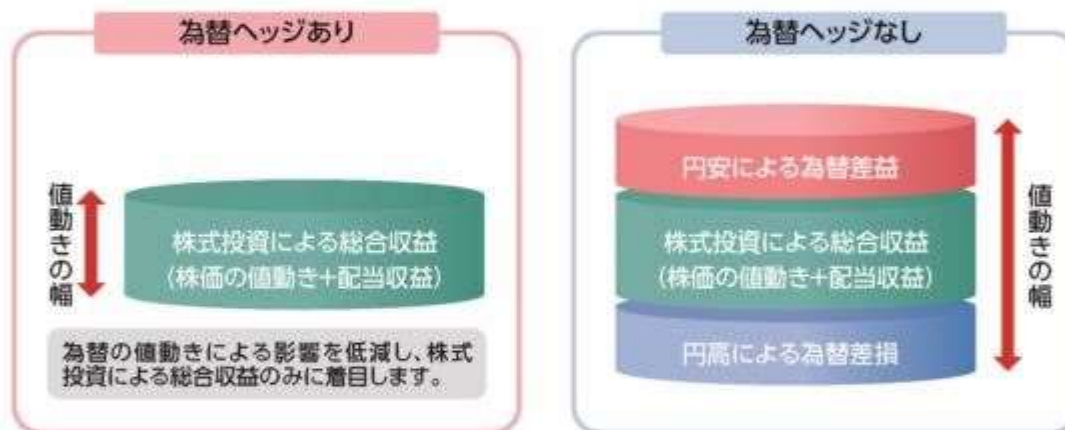 為替ヘッジあり
値動きの幅
株式投資による総合収益
(株価の値動き+配当収益)
為替の値動きによる影響を低減し、株式
投資による総合収益のみに着目します。
為替ヘッジなし
円安による為替差益
株式投資による総合収益
(株価の値動き+配当収益)
円高による為替差損
値動きの幅